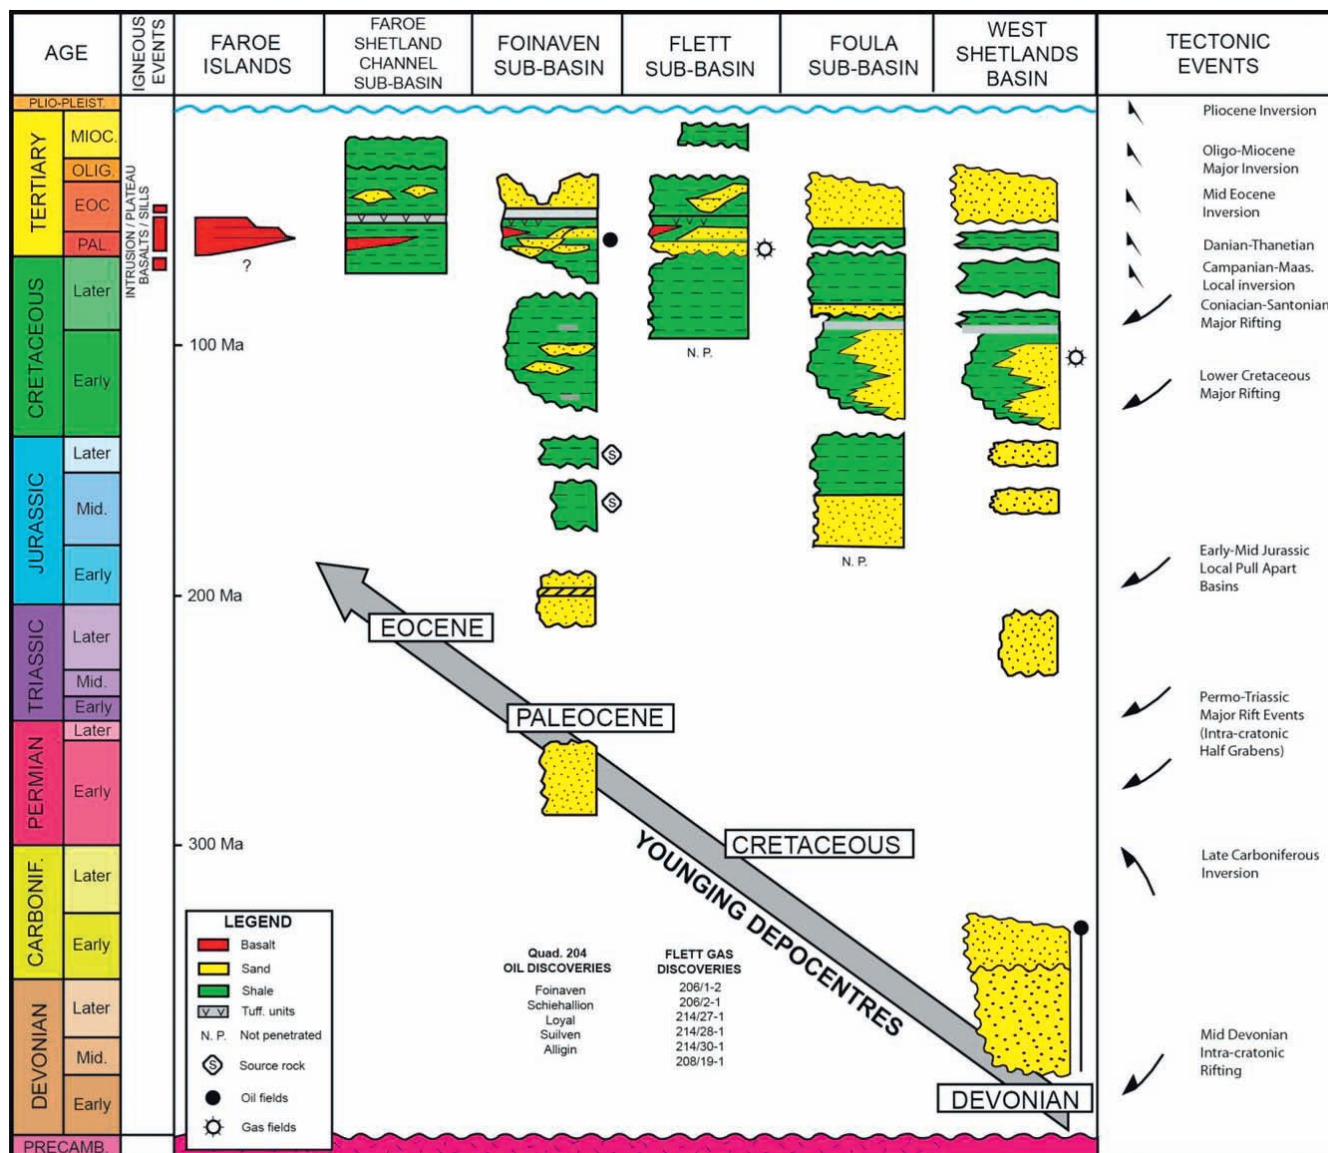 AGE
IGNEOUS
EVENTS
FAROE
ISLANDS
FAROE
SHETLAND
CHANNEL
SUB-BASIN
FOINAVEN
SUB-BASIN
FLETT
SUB-BASIN
FOULA
SUB-BASIN
WEST
SHETLANDS
BASIN
TECTONIC
EVENTS
PLIO-PLEIST.
TERTIARY
MIOC.
OLIG.
EOC
PAL.
CRETACEOUS
Later
Early
JURASSIC
Later
Mid.
Early
TRIASSIC
Later
Mid.
Early
PERMIAN
Later
Early
CARBONIF.
Later
Early
DEVONIAN
Later
Mid.
Early
PRECAMB.
INTRUSION / PLATEAU
BASALTS / SILLS
?
100 Ma
200 Ma
300 Ma
V V V V
V V V V
V V V V
N. P.
N. P.
S
S
EOCENE
PALEOCENE
CRETACEOUS
DEVONIAN
YOUNGING DEPOCENTRES
LEGEND
Basalt
Sand
Shale
V V Tuff. units
N. P. Not penetrated
S Source rock
Oil fields
Gas fields
Quad. 204
OIL DISCOVERIES
Foinaven
Schiehallion
Loyal
Suilven
Alligin
FLETT GAS
DISCOVERIES
206/1-2
206/2-1
214/27-1
214/28-1
214/30-1
208/19-1
Pliocene Inversion
Oligo-Miocene
Major Inversion
Mid Eocene
Inversion
Danian-Thanetian
Campanian-Maas.
Local inversion
Coniacian-Santonian
Major Rifting
Lower Cretaceous
Major Rifting
Early-Mid Jurassic
Local Pull Apart
Basins
Permo-Triassic
Major Rift Events
(Intra-cratonic
Half Grabens)
Late Carboniferous
Inversion
Mid Devonian
Intra-cratonic
Rifting